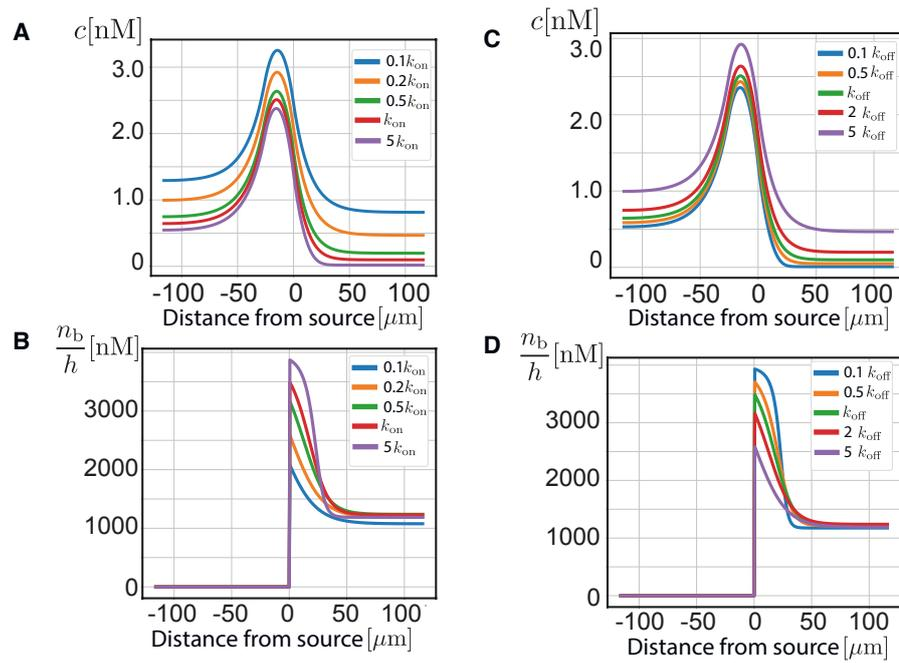 A
c[nM]
3.0
2.0
1.0
0
0.1k_on
0.2k_on
0.5k_on
k_on
5k_on
-100 -50 0 50 100
Distance from source[μm]
C
c[nM]
3.0
2.0
1.0
0
0.1 k_off
0.5 k_off
k_off
2 k_off
5 k_off
-100 -50 0 50 100
Distance from source[μm]
B
n_b/h [nM]
3000
2000
1000
0
0.1k_on
0.2k_on
0.5k_on
k_on
5k_on
-100 -50 0 50 100
Distance from source[μm]
D
n_b/h [nM]
3000
2000
1000
0
0.1 k_off
0.5 k_off
k_off
2 k_off
5 k_off
-100 -50 0 50 100
Distance from source[μm]